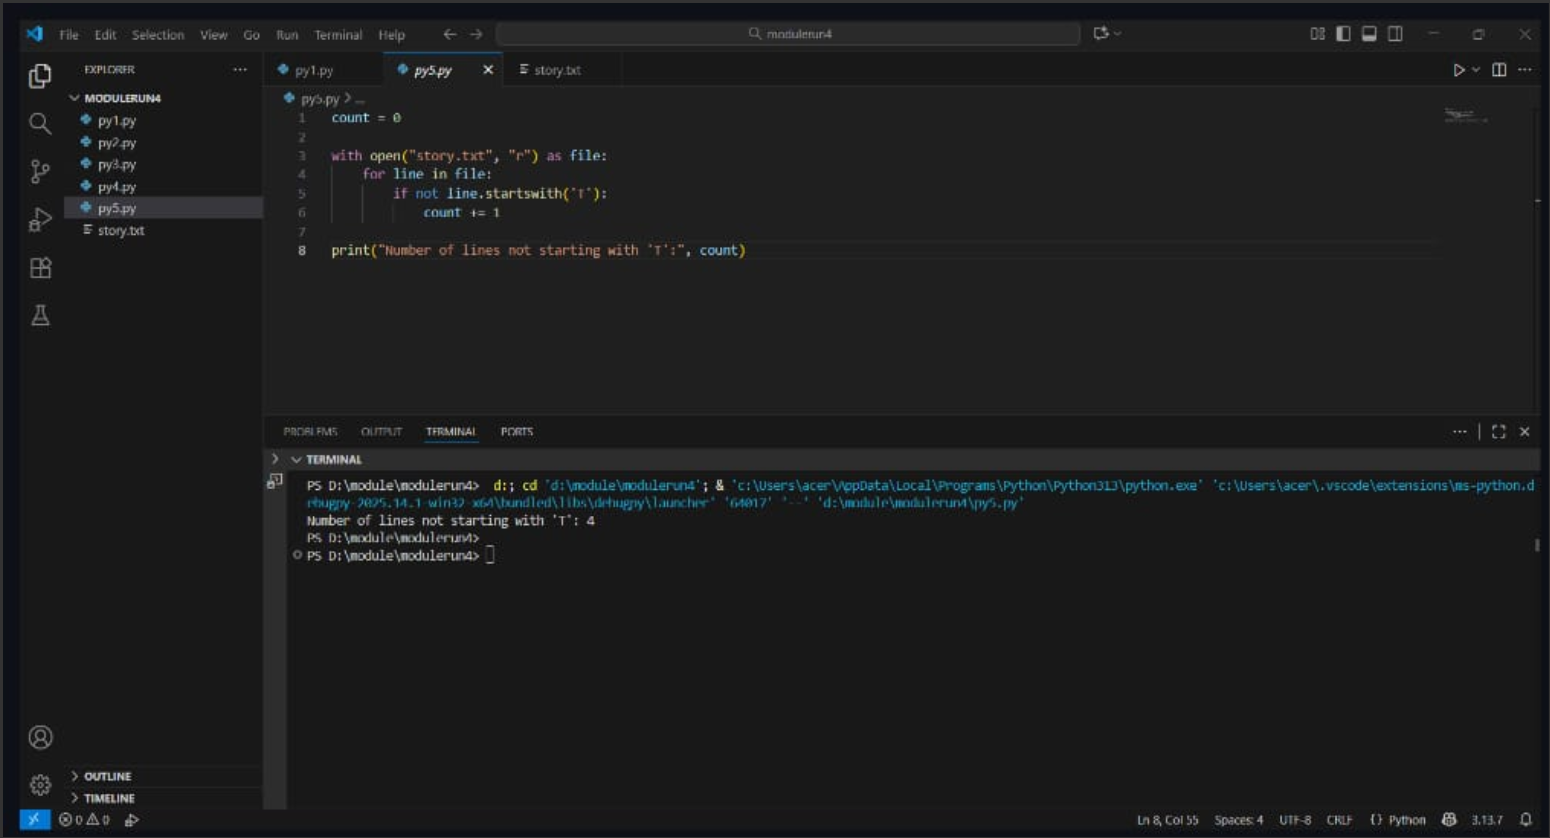 File Edit Selection View Go Run Terminal Help
modulerun4
EXPLORER
MODULERUN4
py1.py
py2.py
py3.py
py4.py
py5.py
story.txt
OUTLINE
TIMELINE
py1.py
py5.py
story.txt
py5.py > ...
1 count = 0
2
3 with open("story.txt", "r") as file:
4 for line in file:
5 if not line.startswith('T'):
6 count += 1
7
8 print("Number of lines not starting with 'T':", count)
PROBLEMS OUTPUT TERMINAL PORTS
TERMINAL
PS D:\module\modulerun4> d:; cd 'd:\module\modulerun4'; & 'c:\Users\acer\AppData\Local\Programs\Python\Python313\python.exe' 'c:\Users\acer\.vscode\extensions\ms-python.d
ebugpy-2025.14.1-win32-x64\bundled\libs\debugpy\launcher' '64017' '--' 'd:\module\modulerun4\py5.py'
Number of lines not starting with 'T': 4
PS D:\module\modulerun4>
PS D:\module\modulerun4>
0 0
Ln 8, Col 55 Spaces: 4 UTF-8 CRLF {} Python 3.13.7